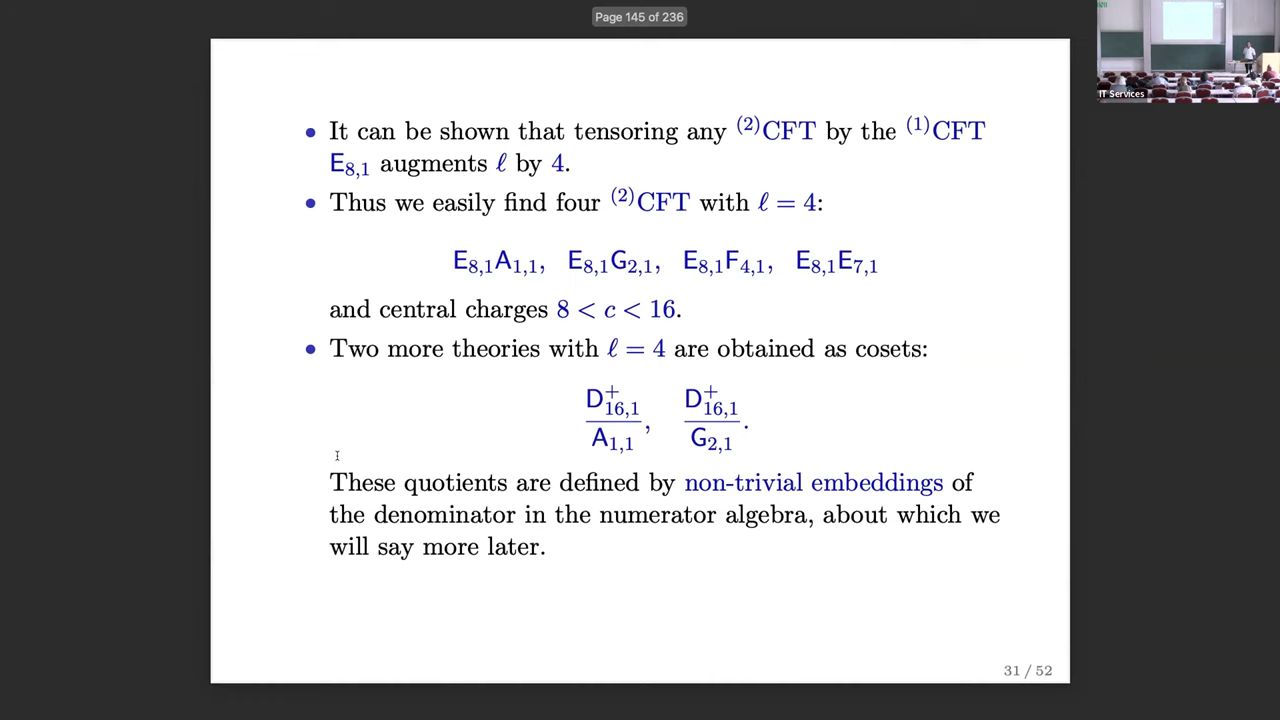 Page 145 of 236
IT Services
• It can be shown that tensoring any ⁽²⁾CFT by the ⁽¹⁾CFT
E₈,₁ augments ℓ by 4.
• Thus we easily find four ⁽²⁾CFT with ℓ = 4:
E₈,₁A₁,₁, E₈,₁G₂,₁, E₈,₁F₄,₁, E₈,₁E₇,₁
and central charges 8 < c < 16.
• Two more theories with ℓ = 4 are obtained as cosets:
D⁺₁₆,₁ / A₁,₁, D⁺₁₆,₁ / G₂,₁.
These quotients are defined by non-trivial embeddings of
the denominator in the numerator algebra, about which we
will say more later.
31 / 52